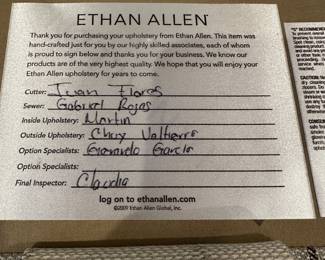 ETHAN ALLEN®
Thank you for purchasing your upholstery from Ethan Allen. This item was
hand-crafted just for you by our highly skilled associates, each of whom
is proud to sign below and thanks you for your business. We know our
products are of the very highest quality. We hope that you will enjoy your
Ethan Allen upholstery for years to come.
Cutter: Ivan Flores
Sewer: Gabriel Rojas
Inside Upholstery: Martin
Outside Upholstery: Chuy Valtierra
Option Specialists: Gerardo Garcia
Option Specialists:
Final Inspector: Claudia
log on to ethanallen.com
©2009 Ethan Allen Global, Inc.